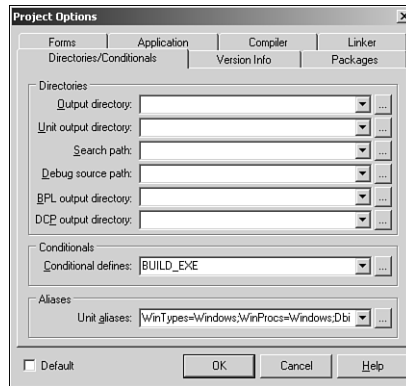 Project Options
Forms Application Compiler Linker
Directories/Conditionals Version Info Packages
Directories
Output directory:
...
Unit output directory:
...
Search path:
...
Debug source path:
...
BPL output directory:
...
DCP output directory:
...
Conditionals
Conditional defines: BUILD_EXE ...
Aliases
Unit aliases: WinTypes=Windows;WinProcs=Windows;Dbi ...
Default OK Cancel Help